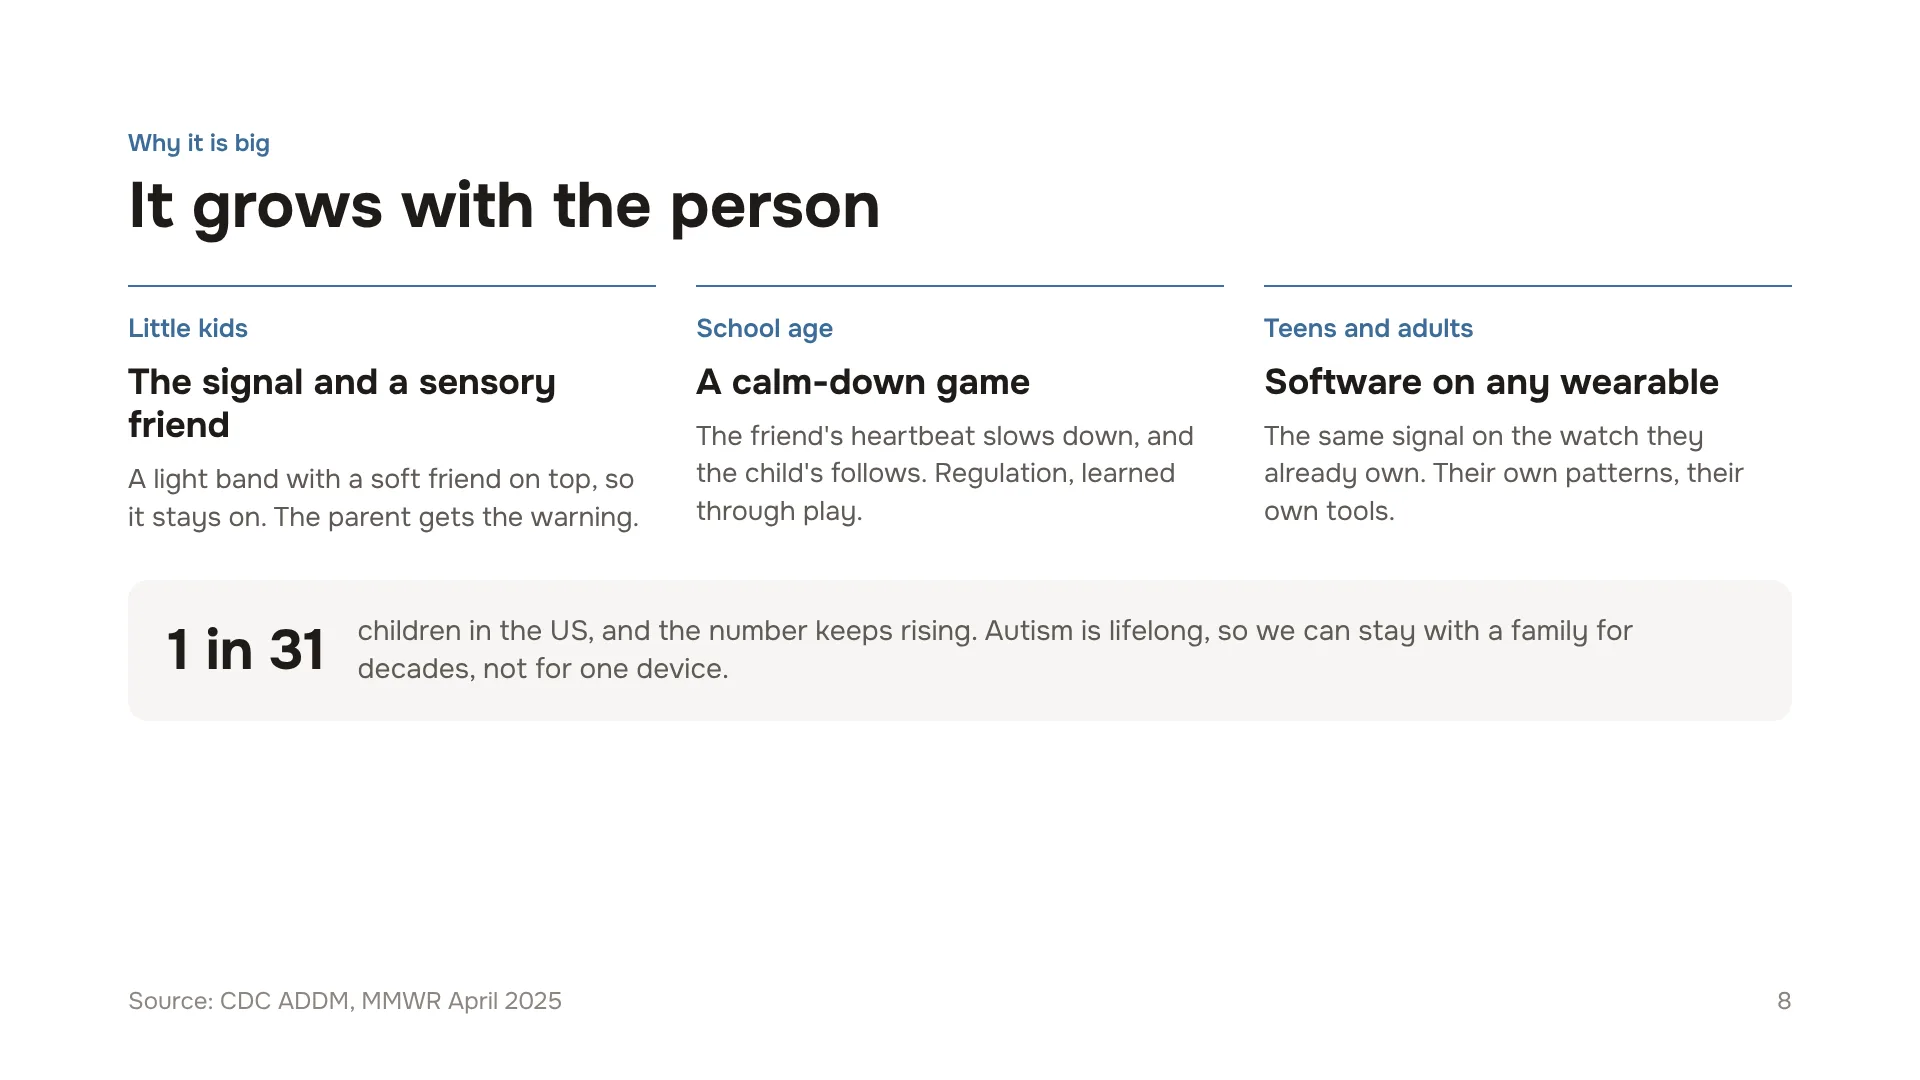 Why it is big
It grows with the person
Little kids
The signal and a sensory
friend
A light band with a soft friend on top, so
it stays on. The parent gets the warning.
School age
A calm-down game
The friend's heartbeat slows down, and
the child's follows. Regulation, learned
through play.
Teens and adults
Software on any wearable
The same signal on the watch they
already own. Their own patterns, their
own tools.
1 in 31
children in the US, and the number keeps rising. Autism is lifelong, so we can stay with a family for
decades, not for one device.
Source: CDC ADDM, MMWR April 2025
8